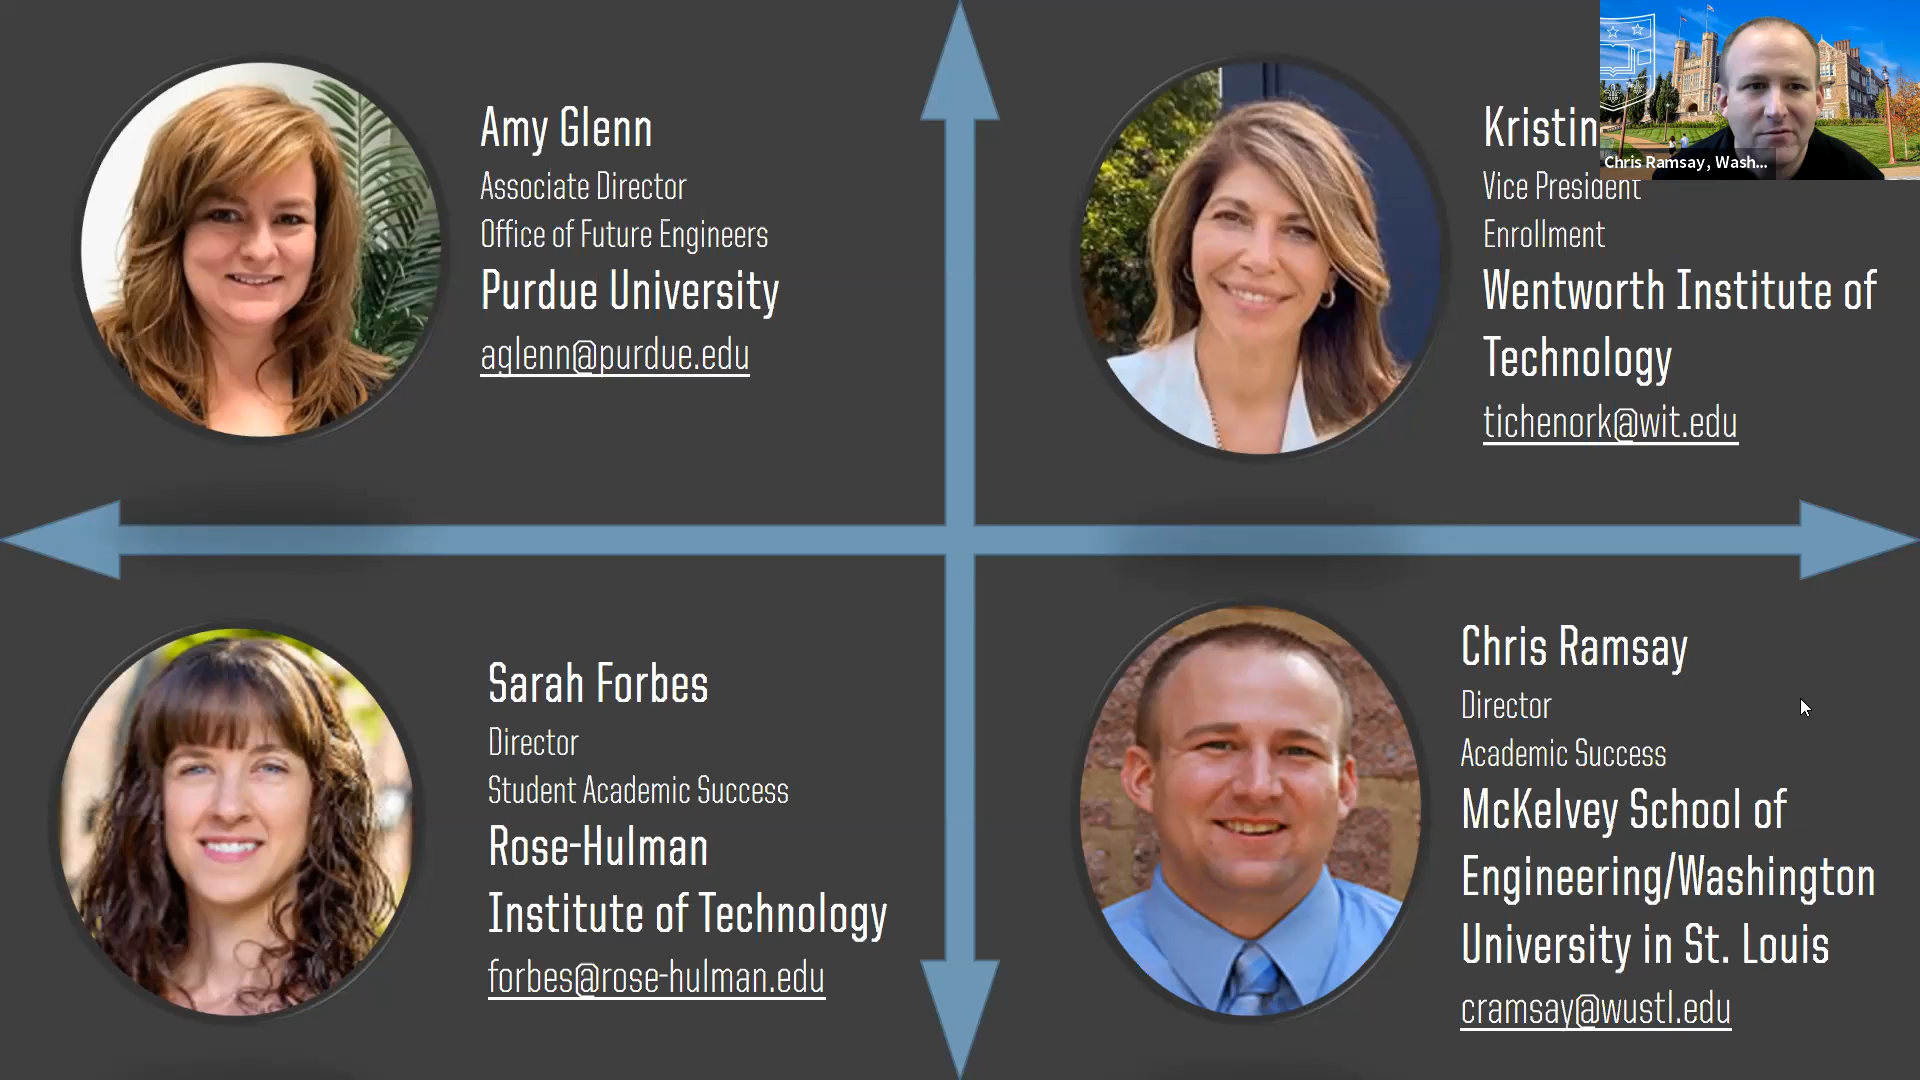 Amy Glenn
Associate Director
Office of Future Engineers
Purdue University
aglenn@purdue.edu
Kristin
Vice President
Enrollment
Wentworth Institute of
Technology
tichenork@wit.edu
Chris Ramsay, Wash...
Sarah Forbes
Director
Student Academic Success
Rose-Hulman
Institute of Technology
forbes@rose-hulman.edu
Chris Ramsay
Director
Academic Success
McKelvey School of
Engineering/Washington
University in St. Louis
cramsay@wustl.edu